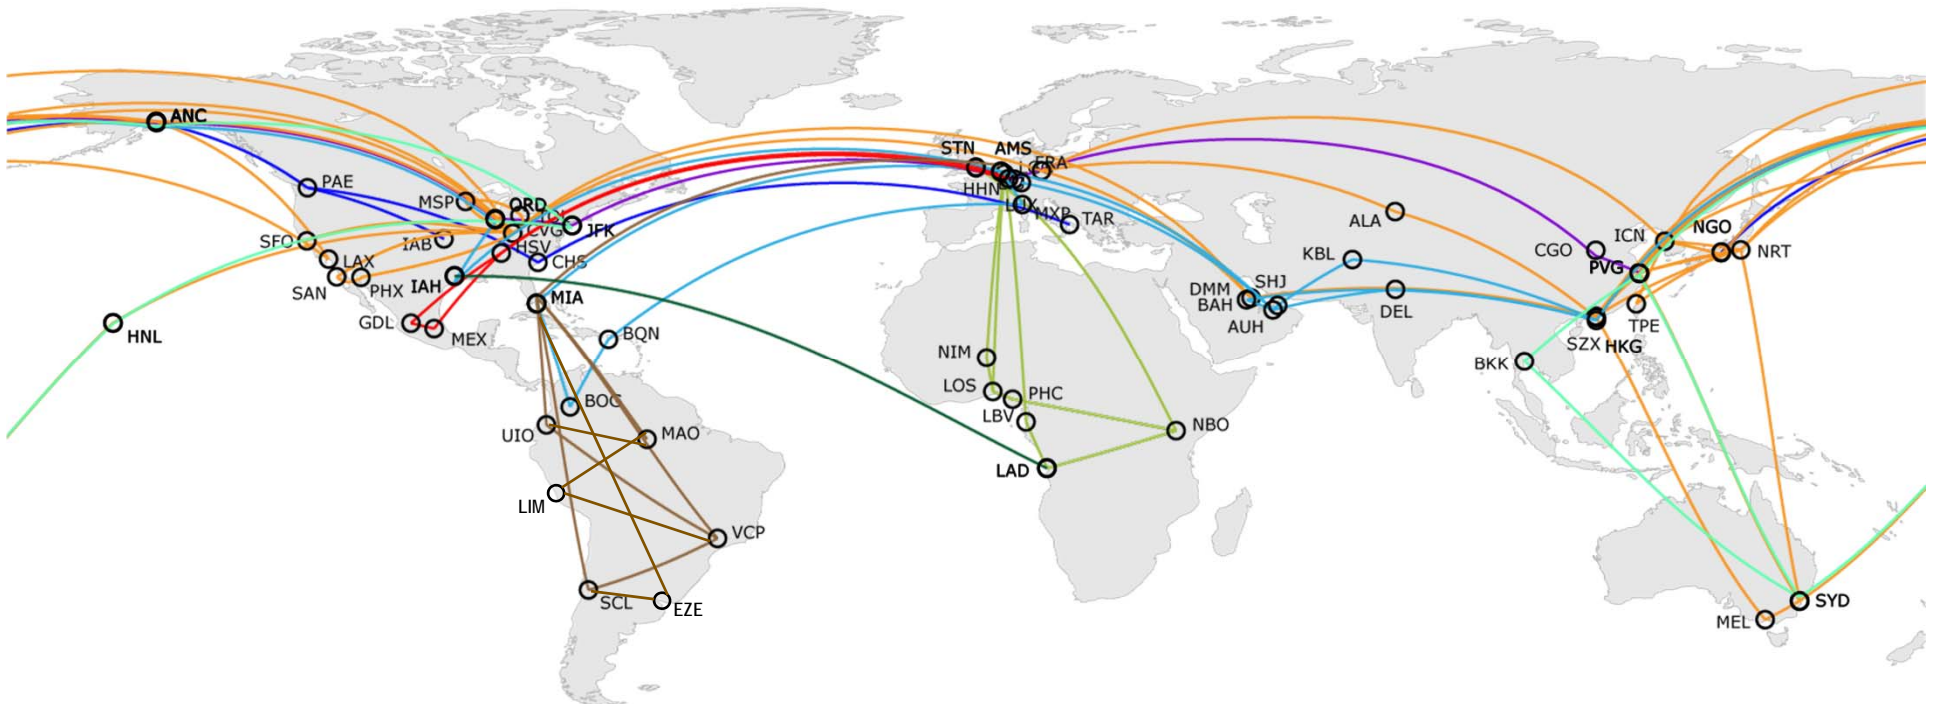 ANC
STN
AMS
FRA
HHN
PAE
MSP
ORD
CVG
JFK
SFO
IAB
HSV
LAX
CHS
SAN
PHX
IAH
MIA
GDL
MEX
BQN
HNL
MXP
TAR
ALA
ICN
NGO
CGO
NRT
KBL
PVG
DMM
SHJ
BAH
AUH
DEL
TPE
SZX
HKG
BKK
NIM
LOS
PHC
LBV
NBO
LAD
BOG
UIO
MAO
LIM
VCP
SCL
EZE
SYD
MEL